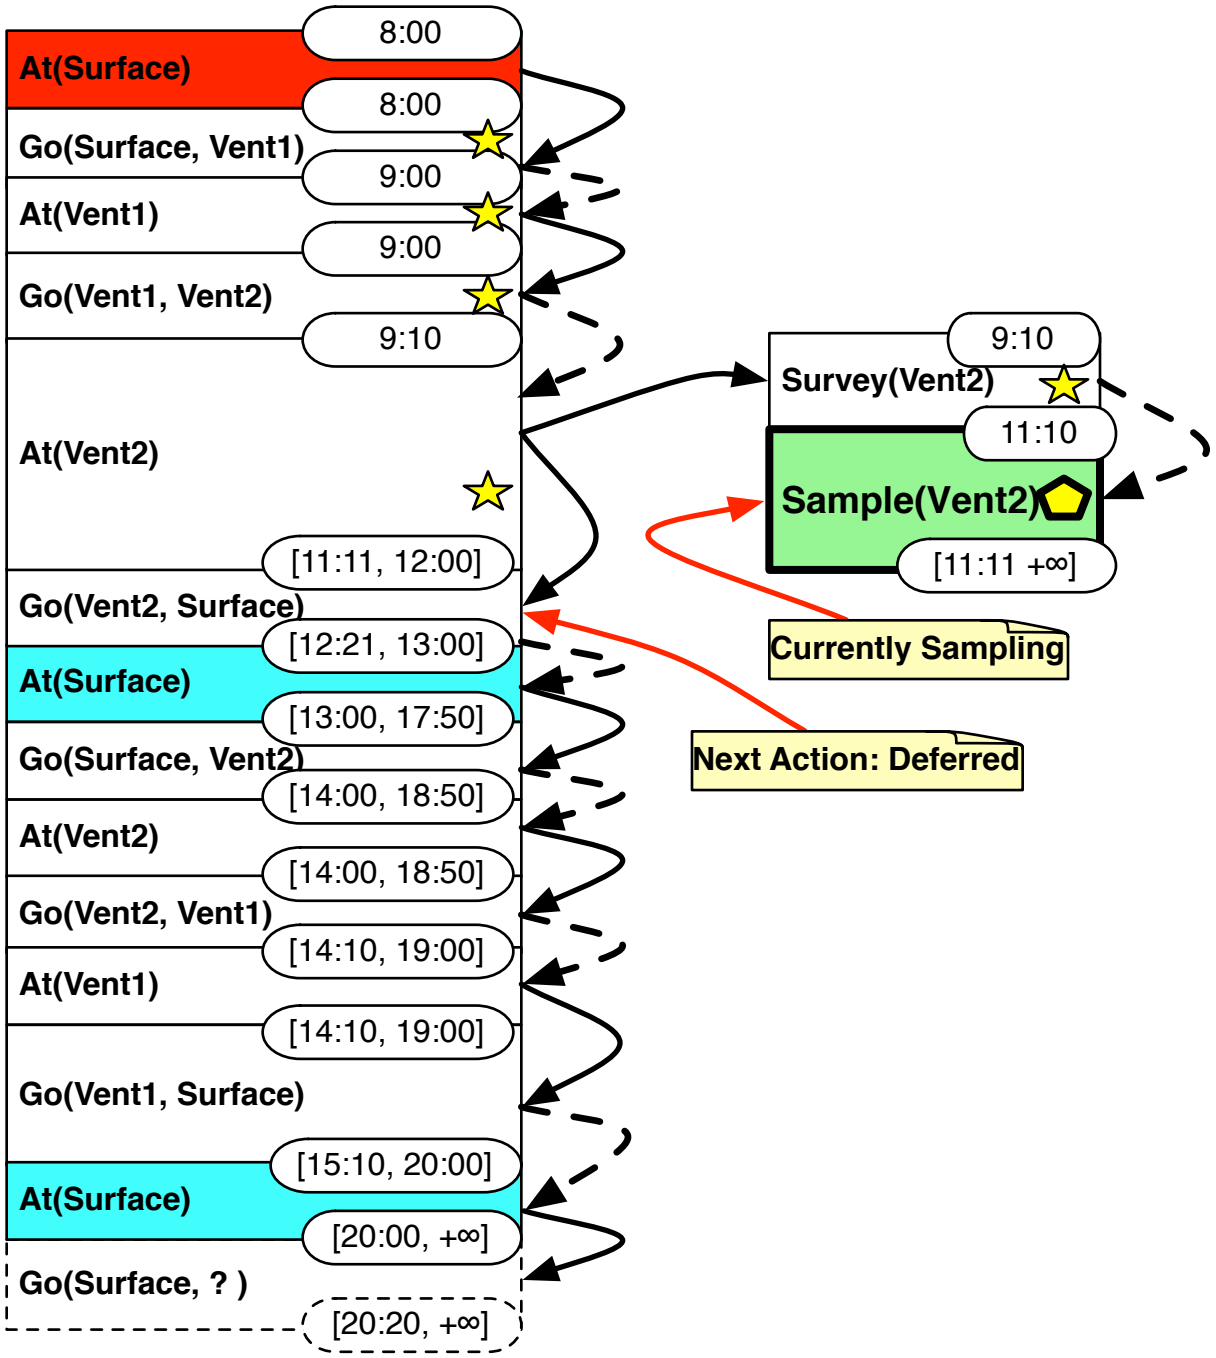 8:00
At(Surface)
8:00
Go(Surface, Vent1)
9:00
At(Vent1)
9:00
Go(Vent1, Vent2)
9:10
At(Vent2)
[11:11, 12:00]
Go(Vent2, Surface)
[12:21, 13:00]
At(Surface)
[13:00, 17:50]
Go(Surface, Vent2)
[14:00, 18:50]
At(Vent2)
[14:00, 18:50]
Go(Vent2, Vent1)
[14:10, 19:00]
At(Vent1)
[14:10, 19:00]
Go(Vent1, Surface)
[15:10, 20:00]
At(Surface)
[20:00, +∞]
Go(Surface, ? )
[20:20, +∞]
9:10
Survey(Vent2)
11:10
Sample(Vent2)
[11:11 +∞]
Currently Sampling
Next Action: Deferred